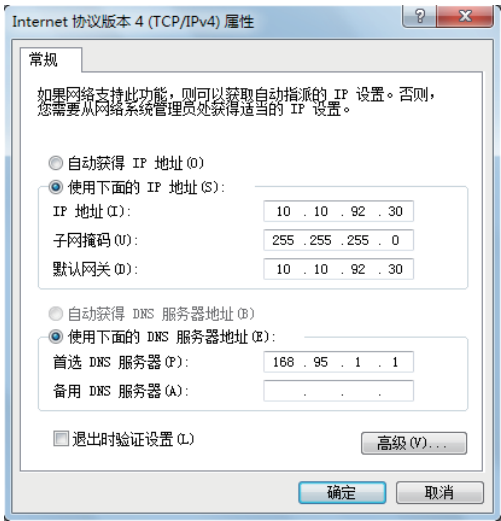 Internet 协议版本 4 (TCP/IPv4) 属性
常规
如果网络支持此功能，则可以获取自动指派的 IP 设置。否则，
您需要从网络系统管理员处获得适当的 IP 设置。
自动获得 IP 地址(O)
使用下面的 IP 地址(S):
IP 地址(I): 10 . 10 . 92 . 30
子网掩码(U): 255 .255 .255 . 0
默认网关(D): 10 . 10 . 92 . 30
自动获得 DNS 服务器地址(B)
使用下面的 DNS 服务器地址(E):
首选 DNS 服务器(P): 168 . 95 . 1 . 1
备用 DNS 服务器(A): . . .
退出时验证设置(L)
高级(V)...
确定 取消